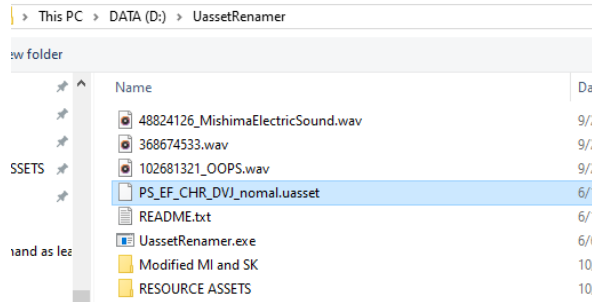 This PC > DATA (D:) > UassetRenamer
ew folder
Name
Da
48824126_MishimaElectricSound.wav
9/
368674533.wav
9/
102681321_OOPS.wav
9/
SSETS
PS_EF_CHR_DVJ_nomal.uasset
6/
README.txt
6/
UassetRenamer.exe
6/
and as lea
Modified MI and SK
10
RESOURCE ASSETS
10